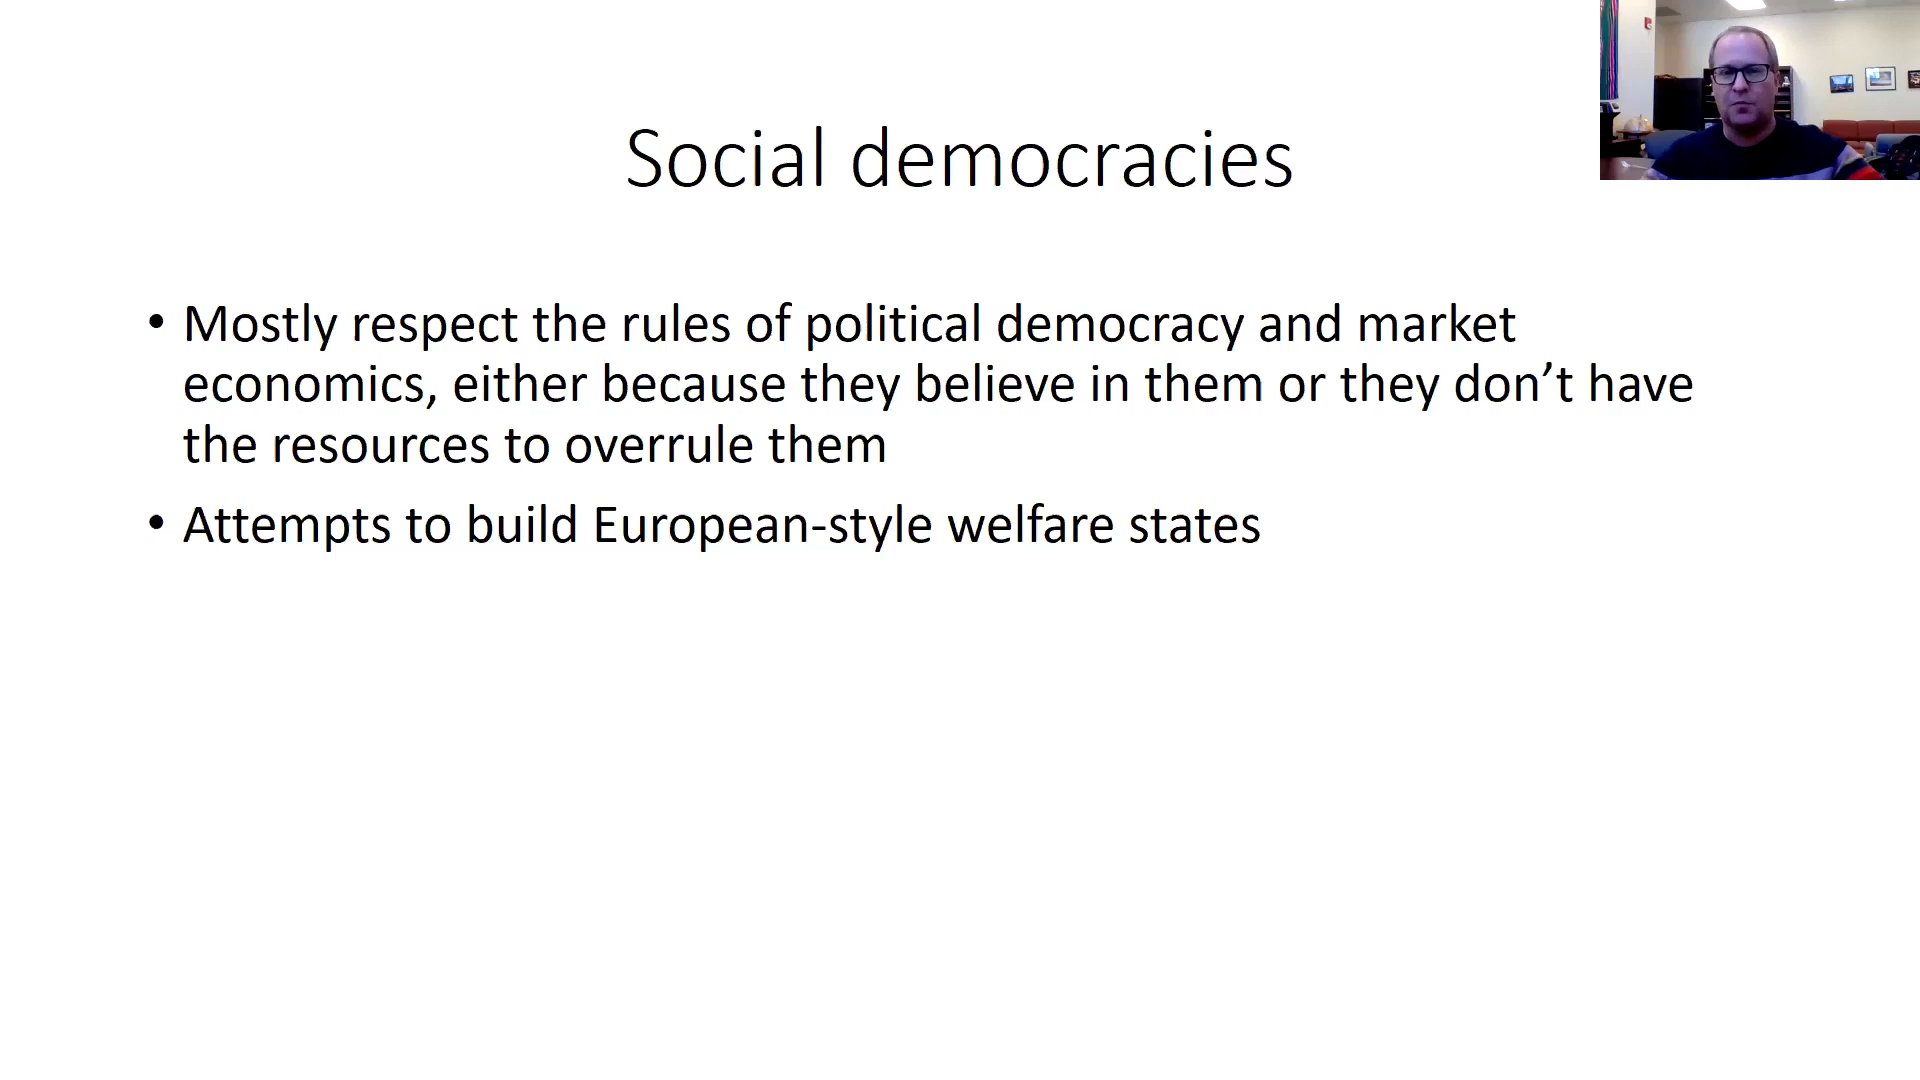 Social democracies
• Mostly respect the rules of political democracy and market
economics, either because they believe in them or they don’t have
the resources to overrule them
• Attempts to build European-style welfare states